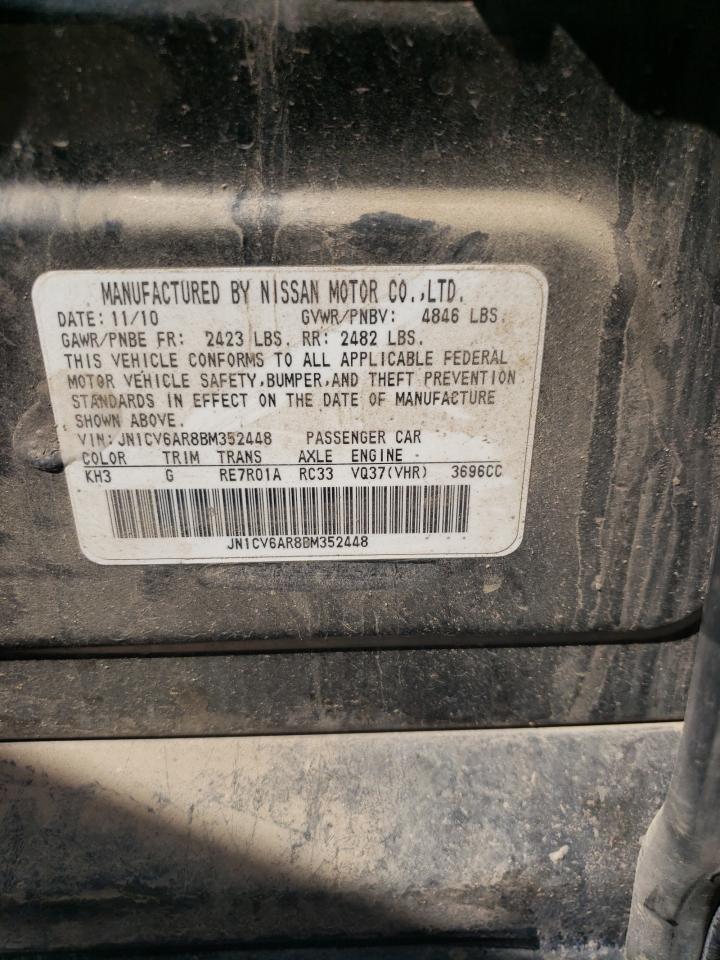 MANUFACTURED BY NISSAN MOTOR CO.,LTD.
DATE: 11/10 GVWR/PNBV: 4846 LBS.
GAWR/PNBE FR: 2423 LBS. RR: 2482 LBS.
THIS VEHICLE CONFORMS TO ALL APPLICABLE FEDERAL
MOTOR VEHICLE SAFETY,BUMPER,AND THEFT PREVENTION
STANDARDS IN EFFECT ON THE DATE OF MANUFACTURE
SHOWN ABOVE.
VIN: JN1CV6AR8BM352448 PASSENGER CAR
COLOR TRIM TRANS AXLE ENGINE
KH3 G RE7R01A RC33 VQ37(VHR) 3696CC
JN1CV6AR8BM352448